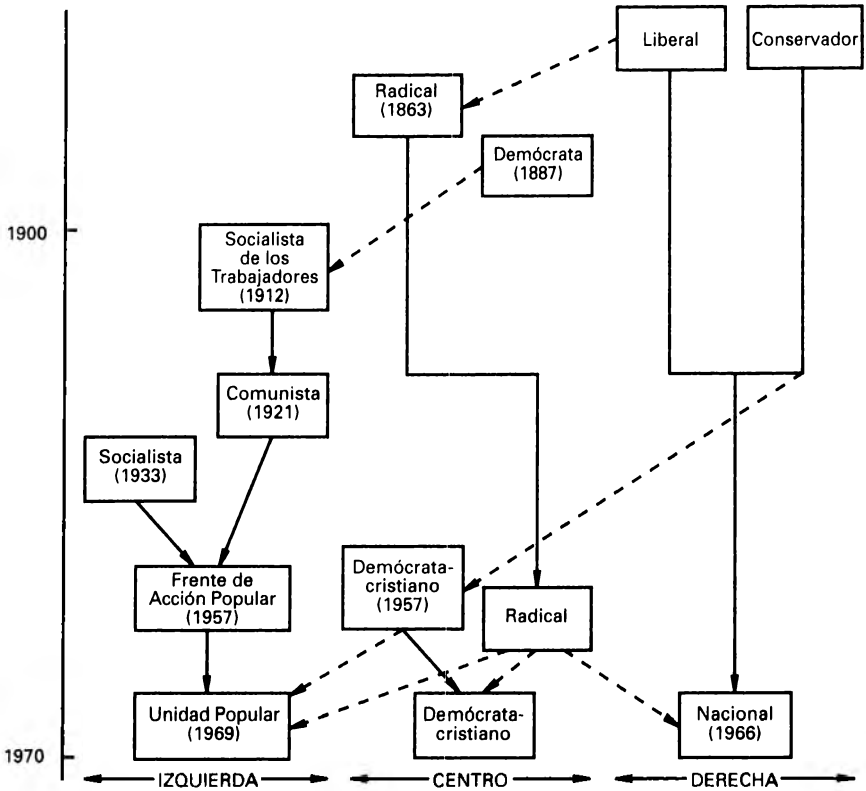 Liberal
Conservador
Radical
(1863)
Demócrata
(1887)
1900
Socialista
de los
Trabajadores
(1912)
Comunista
(1921)
Socialista
(1933)
Frente de
Acción Popular
(1957)
Demócrata-
cristiano
(1957)
Radical
Unidad Popular
(1969)
Demócrata-
cristiano
Nacional
(1966)
1970
IZQUIERDA
CENTRO
DERECHA